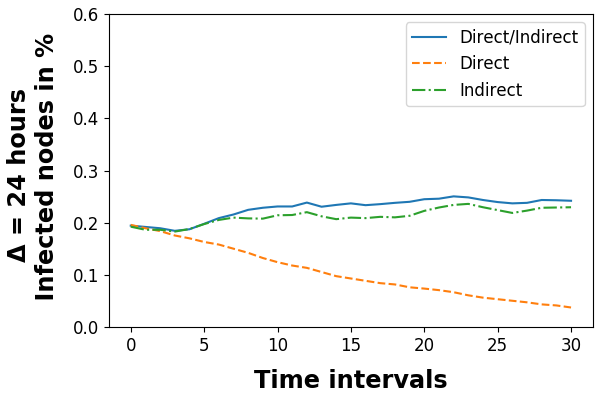 Δ = 24 hours
Infected nodes in %
0.6
0.5
0.4
0.3
0.2
0.1
0.0
Direct/Indirect
Direct
Indirect
0 5 10 15 20 25 30
Time intervals